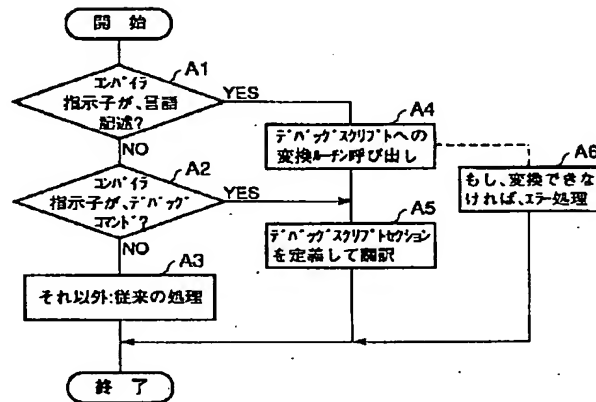 開始
A1
コンパイラ
指示子が、言語
記述?
YES
NO
A2
コンパイラ
指示子が、デバッグ
コマンド?
YES
NO
A3
それ以外:従来の処理
A4
デバッグスクリプトへの
変換ルーチン呼び出し
A5
デバッグスクリプトセクション
を定義して翻訳
A6
もし、変換できな
ければ、エラー処理
終了